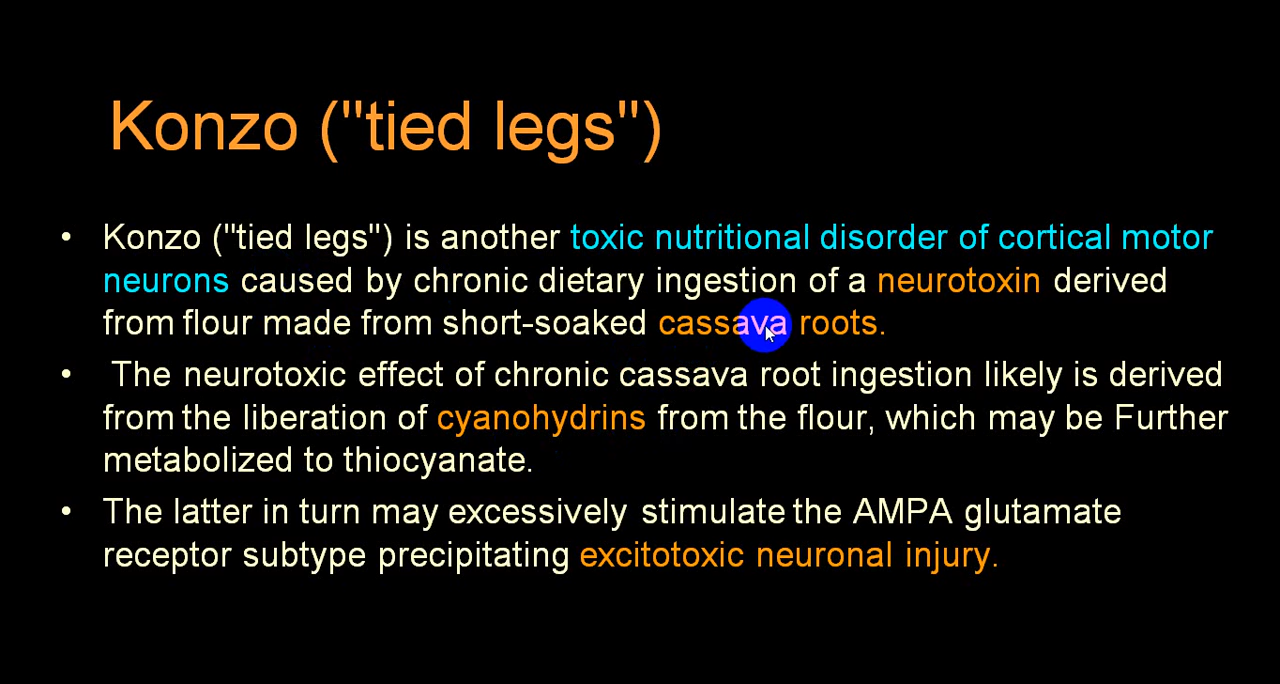 Konzo ("tied legs")
• Konzo ("tied legs") is another toxic nutritional disorder of cortical motor
neurons caused by chronic dietary ingestion of a neurotoxin derived
from flour made from short-soaked cassava roots.
• The neurotoxic effect of chronic cassava root ingestion likely is derived
from the liberation of cyanohydrins from the flour, which may be Further
metabolized to thiocyanate.
• The latter in turn may excessively stimulate the AMPA glutamate
receptor subtype precipitating excitotoxic neuronal injury.